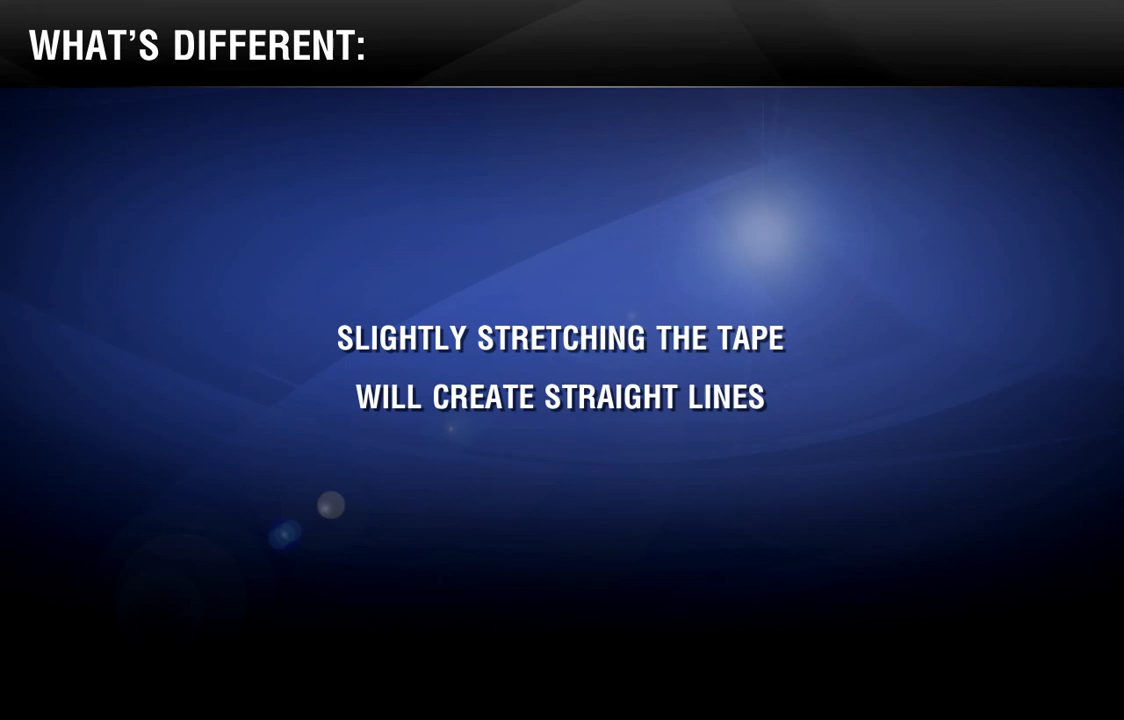 WHAT’S DIFFERENT:
SLIGHTLY STRETCHING THE TAPE
WILL CREATE STRAIGHT LINES